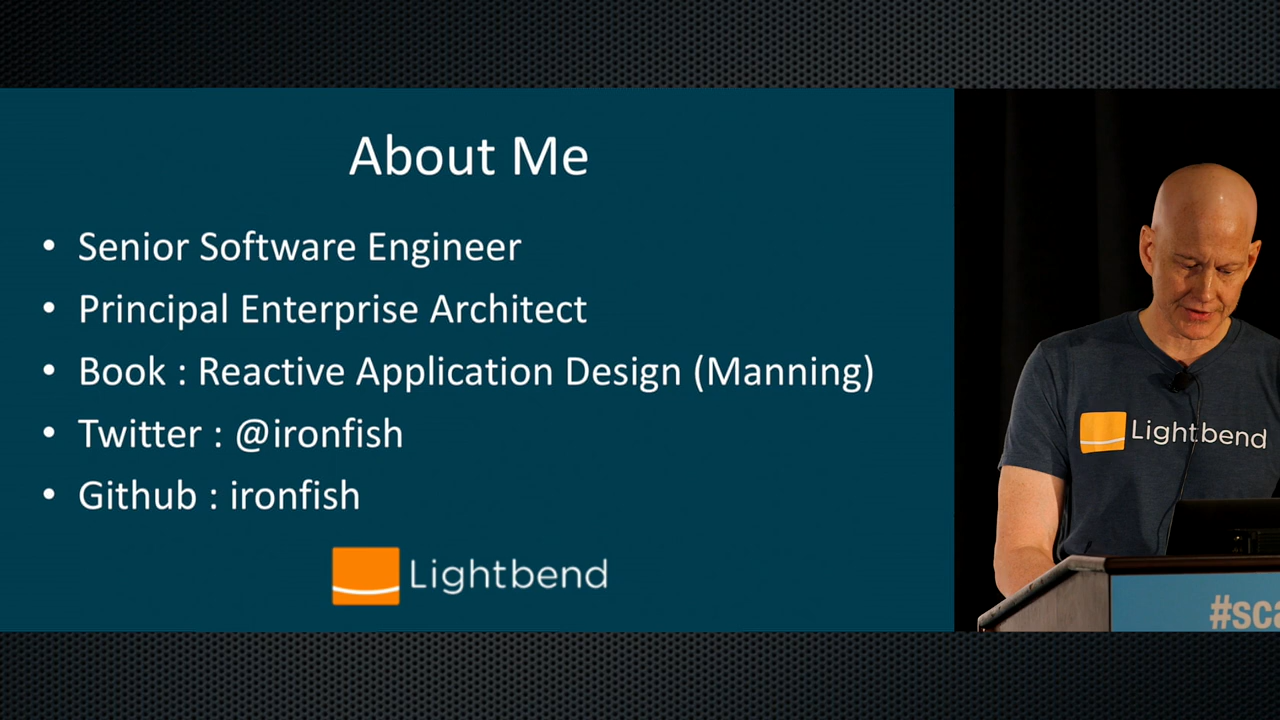 About Me
• Senior Software Engineer
• Principal Enterprise Architect
• Book : Reactive Application Design (Manning)
• Twitter : @ironfish
• Github : ironfish
Lightbend
Lightbend
#sca